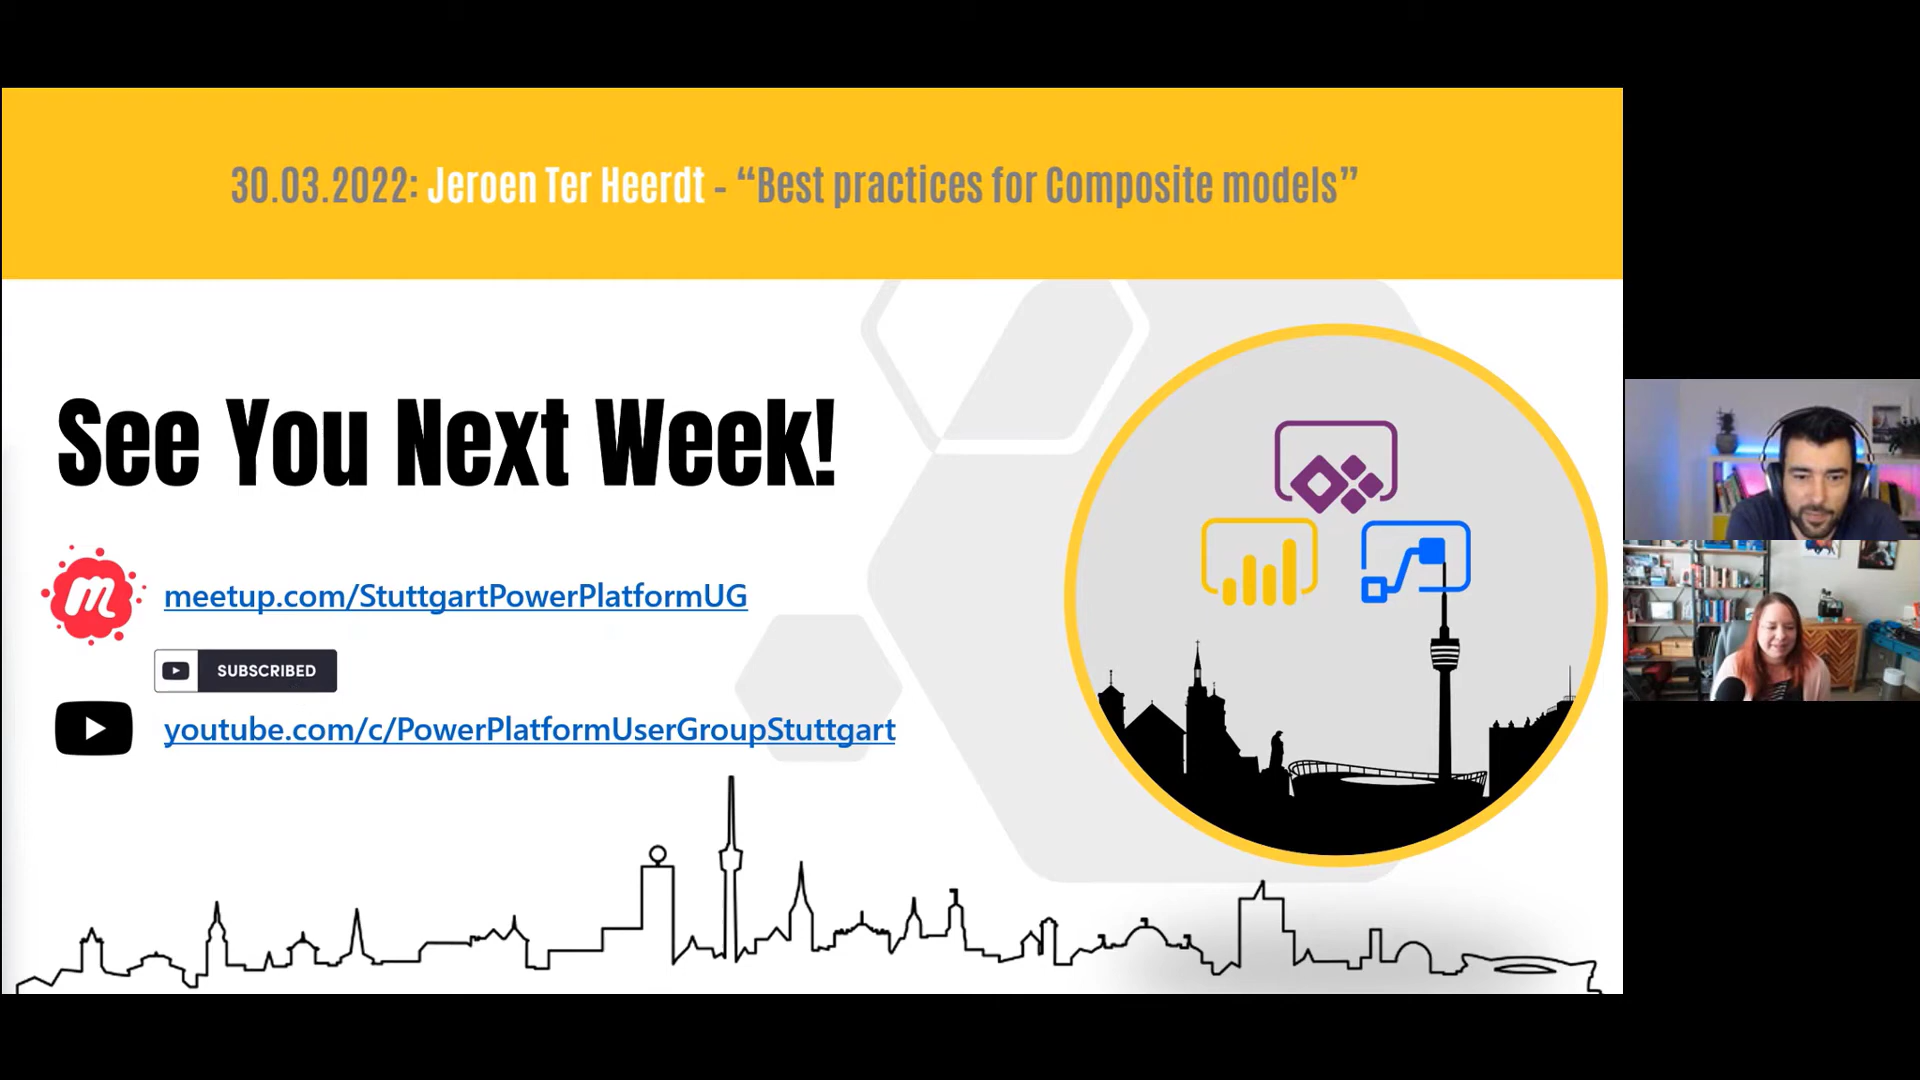 30.03.2022: Jeroen Ter Heerdt - “Best practices for Composite models”
See You Next Week!
meetup.com/StuttgartPowerPlatformUG
SUBSCRIBED
youtube.com/c/PowerPlatformUserGroupStuttgart